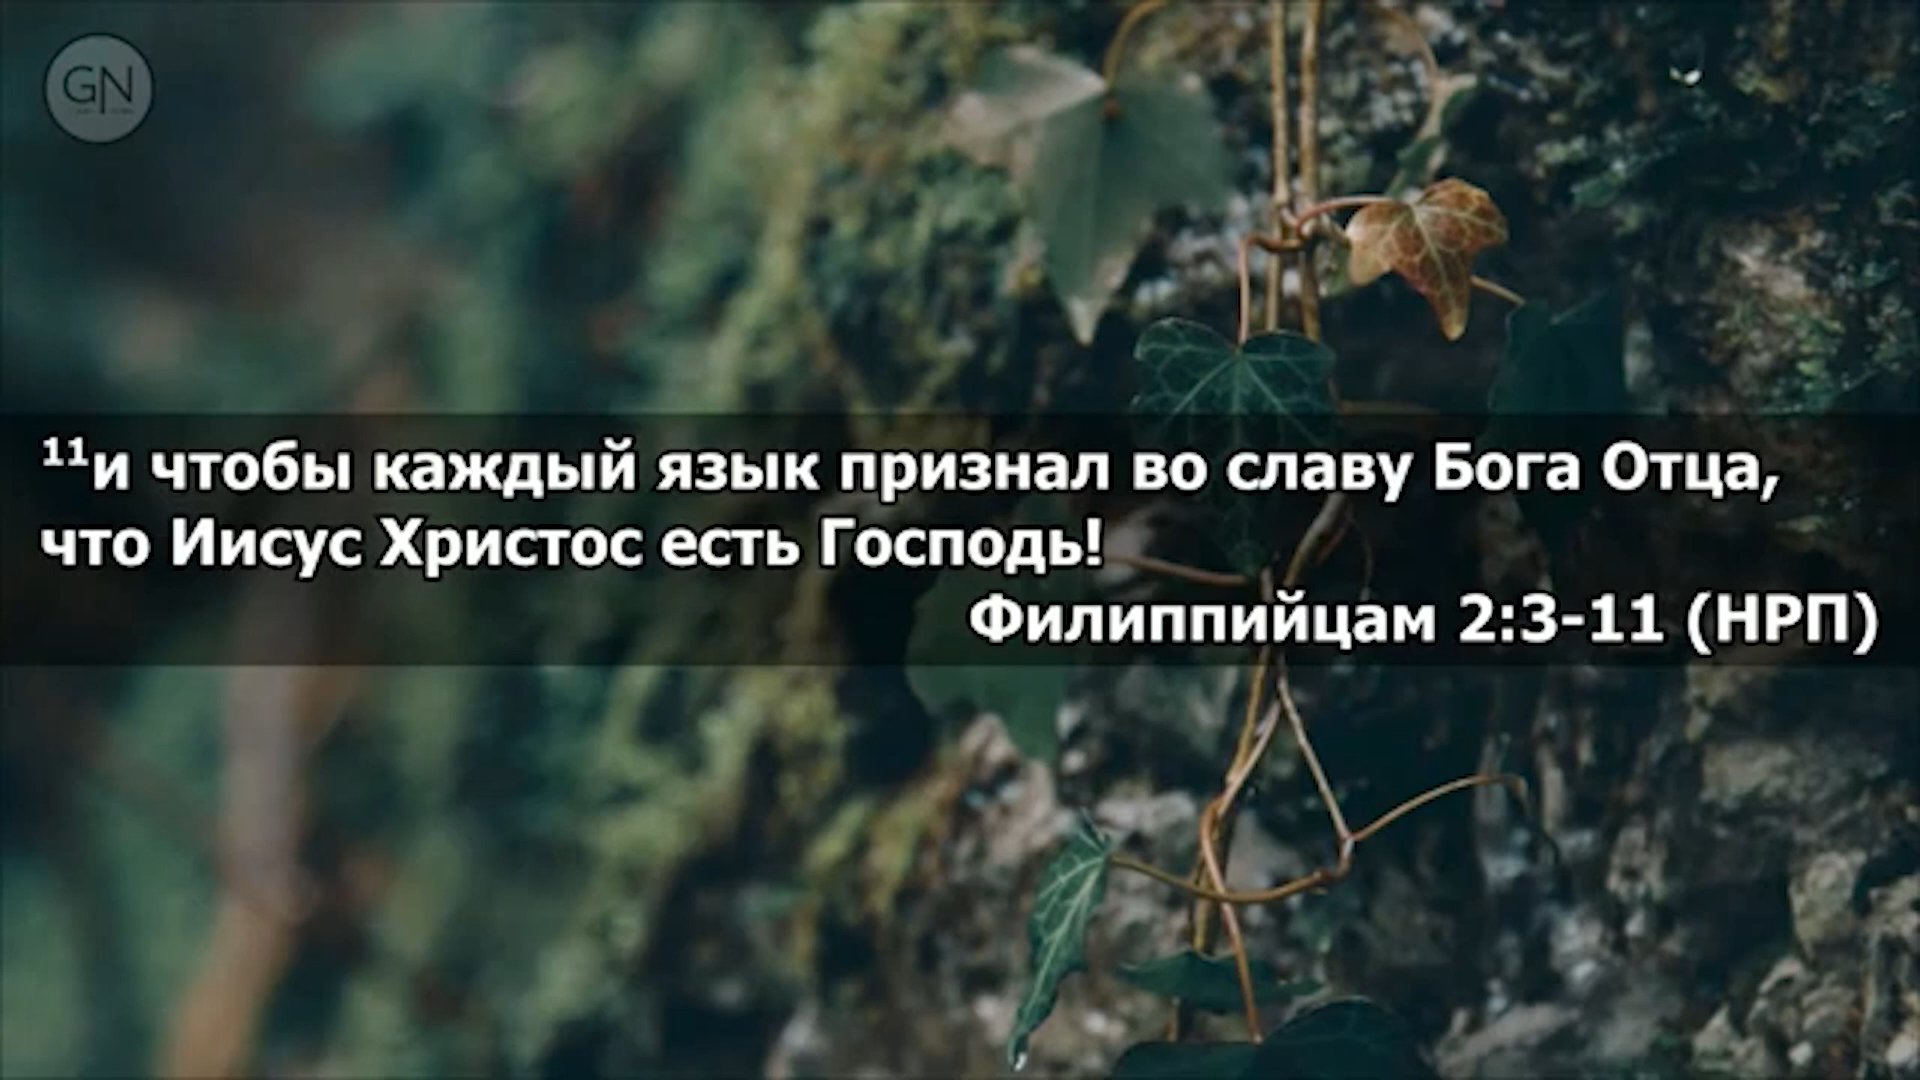 GN
¹¹и чтобы каждый язык признал во славу Бога Отца,
что Иисус Христос есть Господь!
Филиппийцам 2:3-11 (НРП)